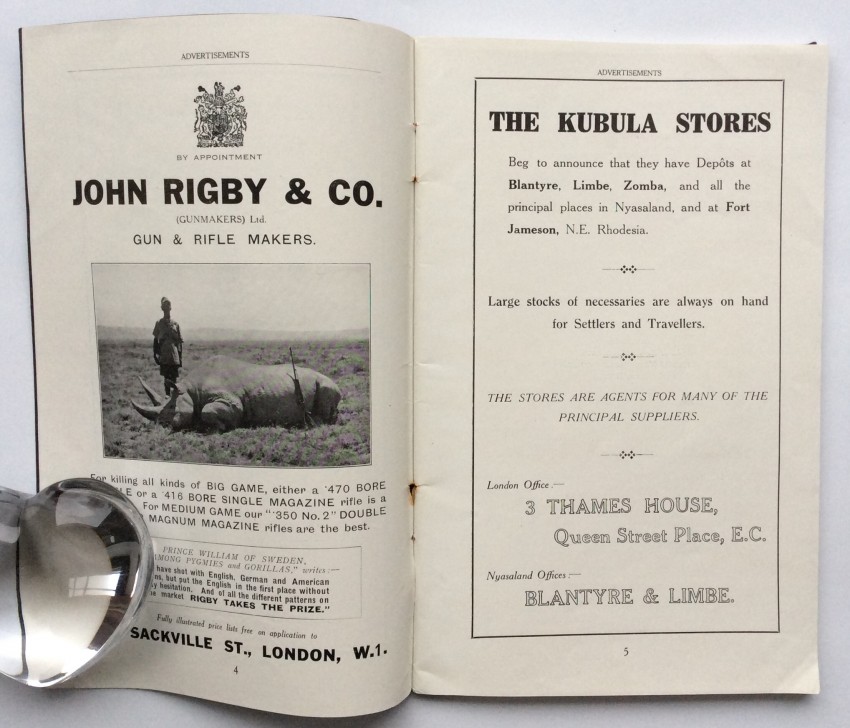 ADVERTISEMENTS
BY APPOINTMENT
JOHN RIGBY & CO.
(GUNMAKERS) Ltd.
GUN & RIFLE MAKERS.
For killing all kinds of BIG GAME, either a ·470 BORE
or a ·416 BORE SINGLE MAGAZINE rifle is a
For MEDIUM GAME our "·350 No. 2" DOUBLE
MAGNUM MAGAZINE rifles are the best.
PRINCE WILLIAM OF SWEDEN,
AMONG PYGMIES and GORILLAS," writes:—
have shot with English, German and American
but put the English in the first place without
hesitation. And of all the different patterns on
market RIGBY TAKES THE PRIZE."
Fully illustrated price lists free on application to
SACKVILLE ST., LONDON, W.1.
4
ADVERTISEMENTS
THE KUBULA STORES
Beg to announce that they have Depôts at
Blantyre, Limbe, Zomba, and all the
principal places in Nyasaland, and at Fort
Jameson, N.E. Rhodesia.
Large stocks of necessaries are always on hand
for Settlers and Travellers.
THE STORES ARE AGENTS FOR MANY OF THE
PRINCIPAL SUPPLIERS.
London Office:—
3 THAMES HOUSE,
Queen Street Place, E.C.
Nyasaland Offices:—
BLANTYRE & LIMBE.
5